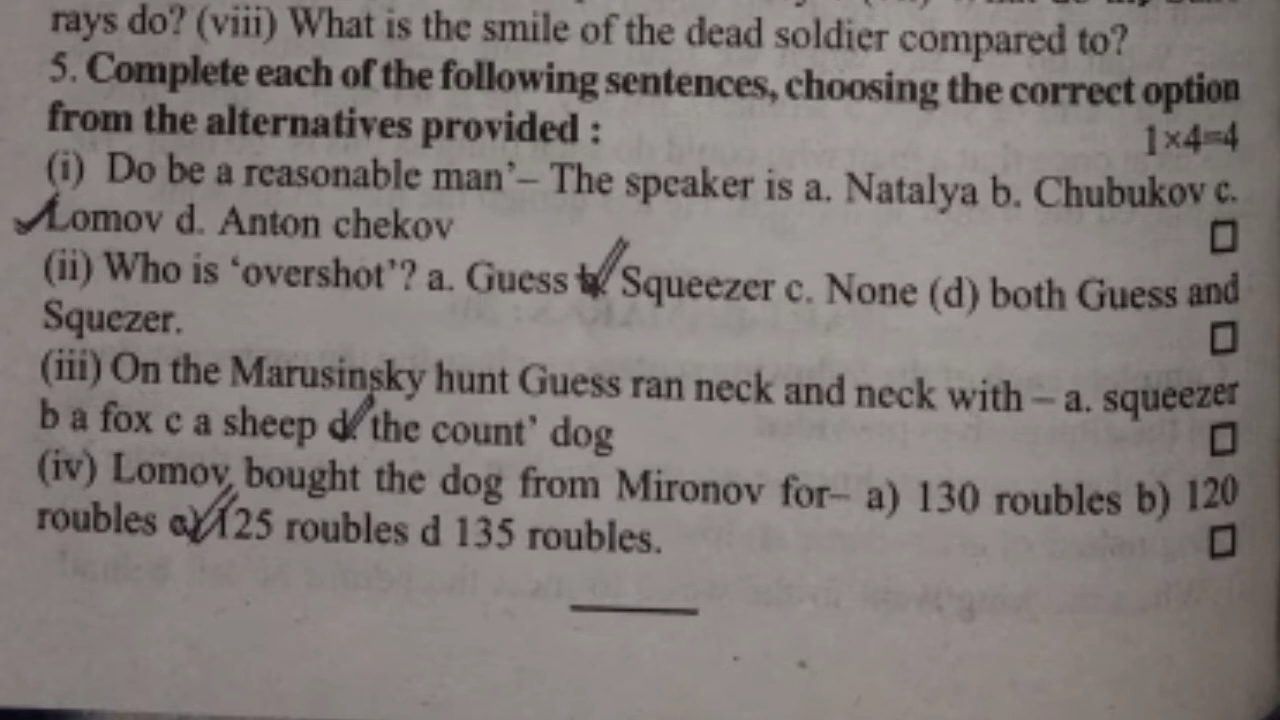 rays do? (viii) What is the smile of the dead soldier compared to?
5. Complete each of the following sentences, choosing the correct option
from the alternatives provided : 1×4=4
(i) Do be a reasonable man’– The speaker is a. Natalya b. Chubukov c.
Lomov d. Anton chekov
(ii) Who is ‘overshot’? a. Guess b. Squeezer c. None (d) both Guess and
Squezer.
(iii) On the Marusinsky hunt Guess ran neck and neck with – a. squeezer
b a fox c a sheep d. the count’ dog
(iv) Lomov bought the dog from Mironov for– a) 130 roubles b) 120
roubles c) 125 roubles d 135 roubles.